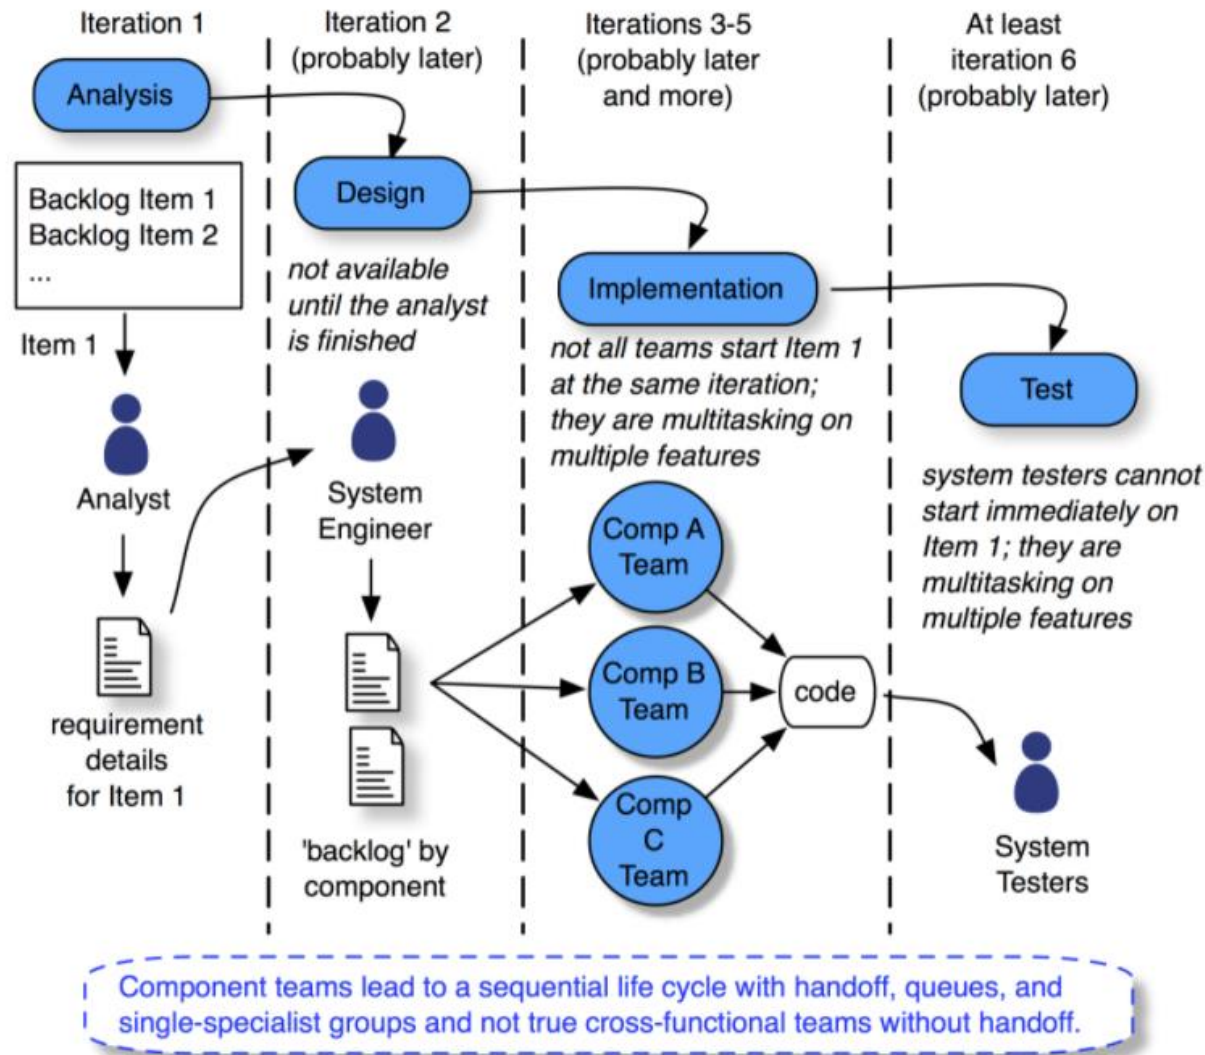 Iteration 1
Analysis
Backlog Item 1
Backlog Item 2
...
Item 1
Analyst
requirement
details
for Item 1
Iteration 2
(probably later)
Design
not available
until the analyst
is finished
System
Engineer
'backlog' by
component
Iterations 3-5
(probably later
and more)
Implementation
not all teams start Item 1
at the same iteration;
they are multitasking on
multiple features
Comp A
Team
Comp B
Team
Comp
C
Team
code
At least
iteration 6
(probably later)
Test
system testers cannot
start immediately on
Item 1; they are
multitasking on
multiple features
System
Testers
Component teams lead to a sequential life cycle with handoff, queues, and
single-specialist groups and not true cross-functional teams without handoff.